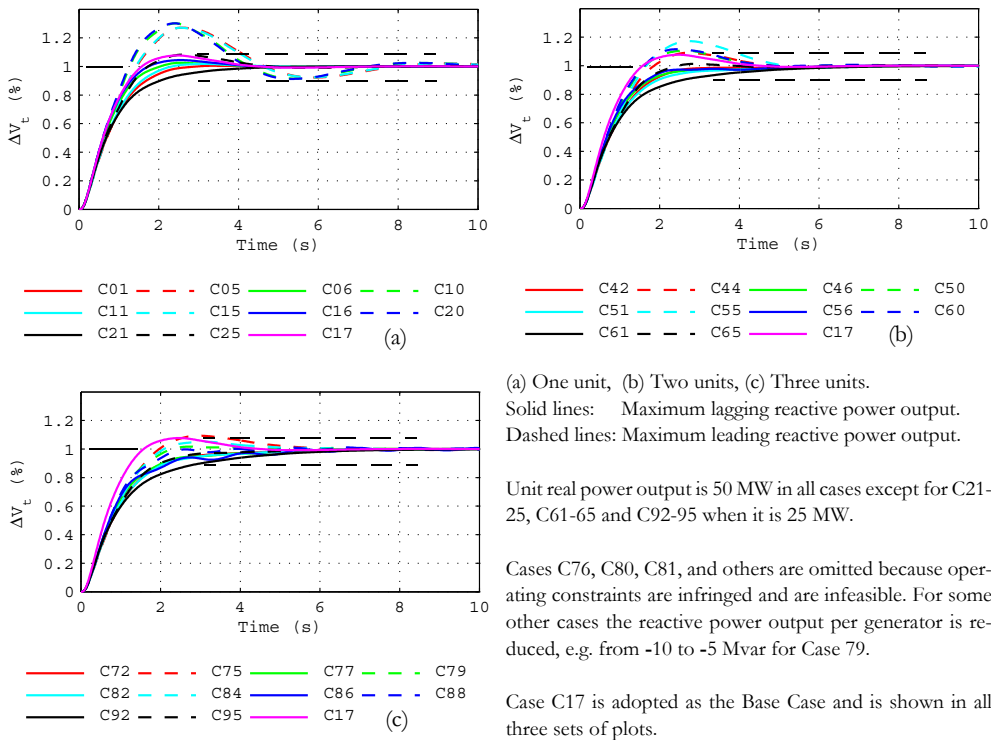 1.2
1
0.8
0.6
0.4
0.2
0
ΔV_t (%)
0 2 4 6 8 10
Time (s)
C01 C05 C06 C10
C11 C15 C16 C20
C21 C25 C17
(a)
1.2
1
0.8
0.6
0.4
0.2
0
ΔV_t (%)
0 2 4 6 8 10
Time (s)
C42 C44 C46 C50
C51 C55 C56 C60
C61 C65 C17
(b)
1.2
1
0.8
0.6
0.4
0.2
0
ΔV_t (%)
0 2 4 6 8 10
Time (s)
C72 C75 C77 C79
C82 C84 C86 C88
C92 C95 C17
(c)
(a) One unit, (b) Two units, (c) Three units.
Solid lines: Maximum lagging reactive power output.
Dashed lines: Maximum leading reactive power output.
Unit real power output is 50 MW in all cases except for C21-
25, C61-65 and C92-95 when it is 25 MW.
Cases C76, C80, C81, and others are omitted because oper-
ating constraints are infringed and are infeasible. For some
other cases the reactive power output per generator is re-
duced, e.g. from -10 to -5 Mvar for Case 79.
Case C17 is adopted as the Base Case and is shown in all
three sets of plots.